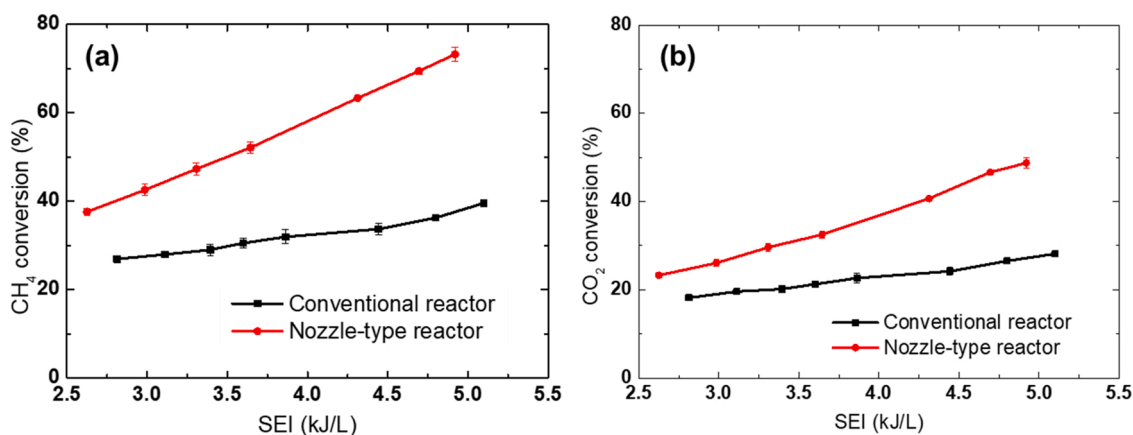 (a)
CH4 conversion (%)
80
60
40
20
0
Conventional reactor
Nozzle-type reactor
2.5 3.0 3.5 4.0 4.5 5.0 5.5
SEI (kJ/L)
(b)
CO2 conversion (%)
80
60
40
20
0
Conventional reactor
Nozzle-type reactor
2.5 3.0 3.5 4.0 4.5 5.0 5.5
SEI (kJ/L)